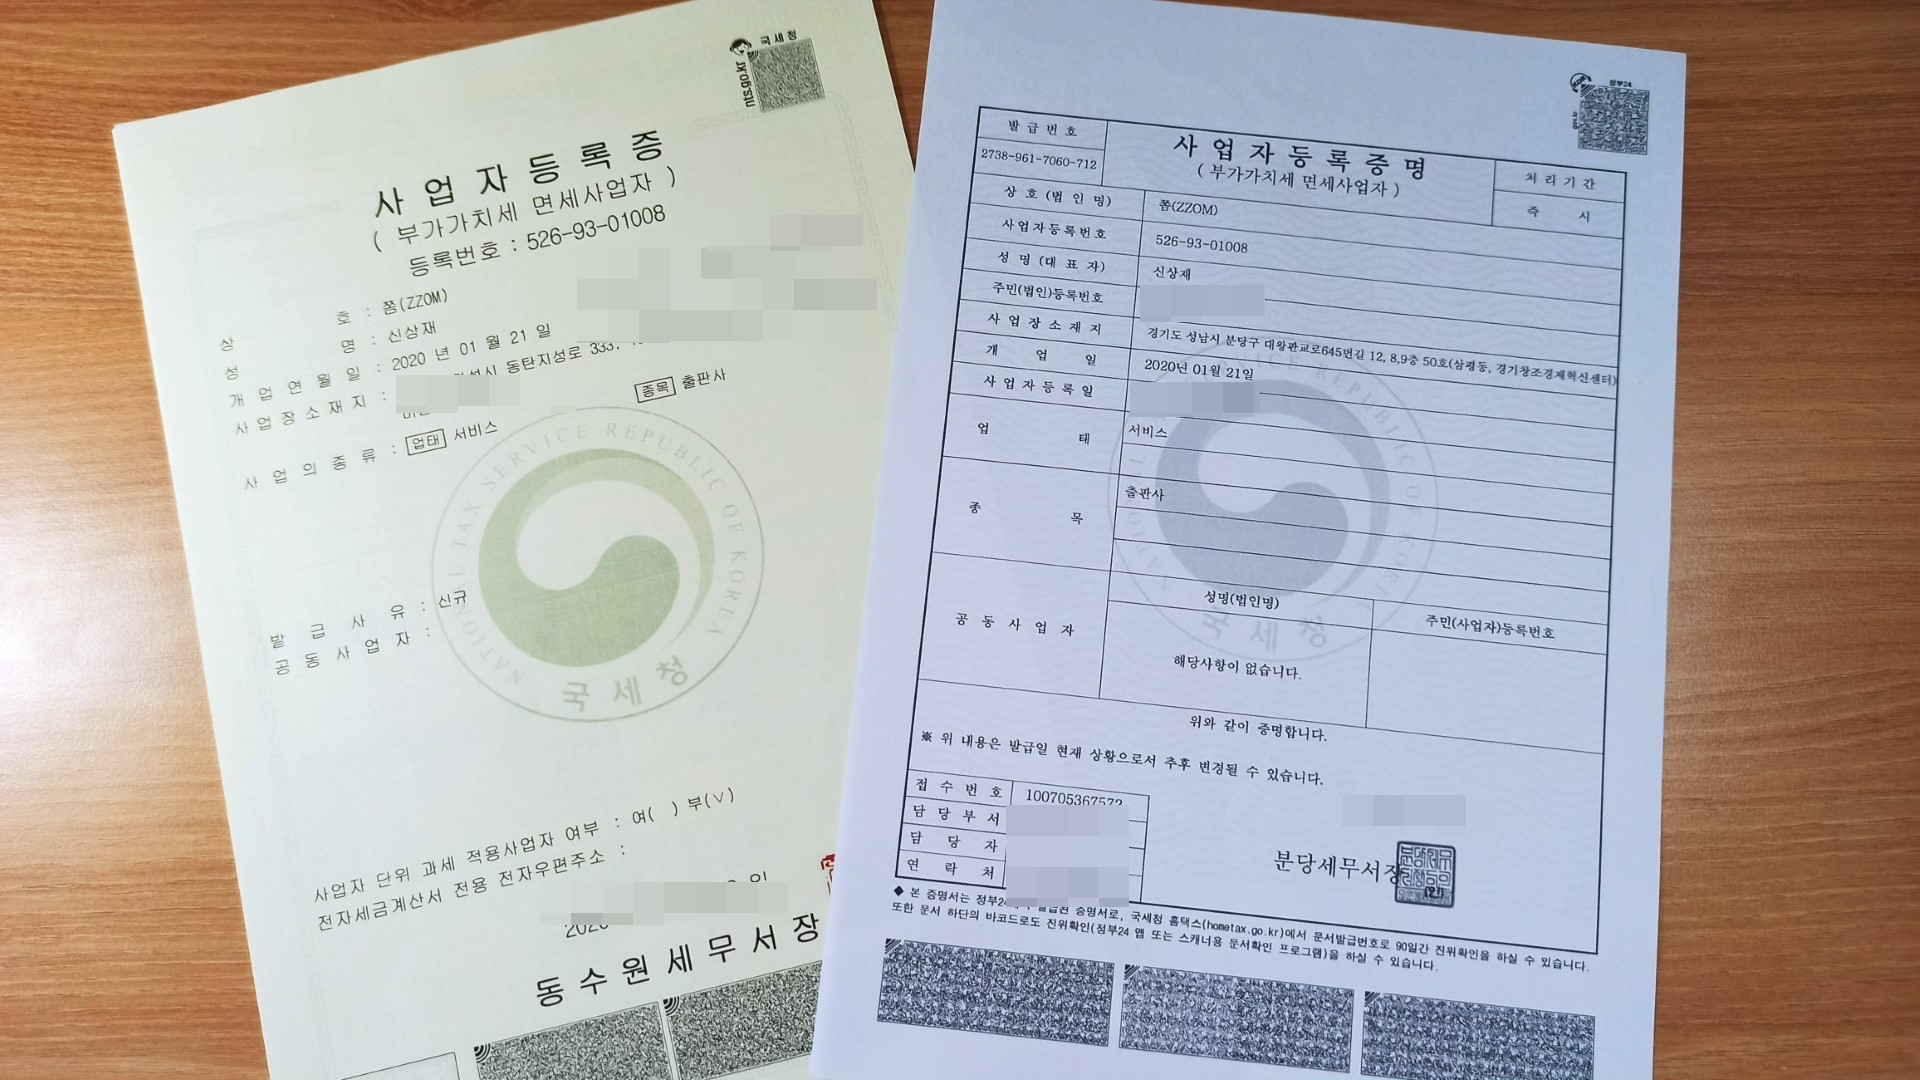 국세청
nts.go.kr
사업자등록증
( 부가가치세 면세사업자 )
등록번호 : 526-93-01008
상 호 : 쫌(ZZOM)
성 명 : 신상재
개업연월일 : 2020 년 01 월 21 일
사업장소재지 : 동탄지성로 333,
사업의종류 : 업태 서비스 종목 출판사
NATIONAL TAX SERVICE REPUBLIC OF KOREA
국세청
발급사유 : 신규
공동사업자 :
사업자 단위 과세 적용사업자 여부 : 여( ) 부(∨)
전자세금계산서 전용 전자우편주소 :
동수원세무서장
정부24
발급번호
2738-961-7060-712
사업자등록증명
( 부가가치세 면세사업자 )
처리기간
즉 시
상호(법인명) 쫌(ZZOM)
사업자등록번호 526-93-01008
성명(대표자) 신상재
주민(법인)등록번호
사업장소재지 경기도 성남시 분당구 대왕판교로645번길 12, 8,9층 50호(삼평동, 경기창조경제혁신센터)
개업일 2020년 01월 21일
사업자등록일
업태 서비스
종목 출판사
NATIONAL TAX SERVICE REPUBLIC OF KOREA
국세청
공동사업자 성명(법인명) 주민(사업자)등록번호
해당사항이 없습니다.
위와 같이 증명합니다.
※ 위 내용은 발급일 현재 상황으로서 추후 변경될 수 있습니다.
접수번호 100705367572
담당부서
담당자
연락처
분당세무서장
◆ 본 증명서는 정부24 발급된 증명서로, 국세청 홈택스(hometax.go.kr)에서 문서발급번호로 90일간 진위확인을 하실 수 있습니다.
또한 문서 하단의 바코드로도 진위확인(정부24 앱 또는 스캐너용 문서확인 프로그램)을 하실 수 있습니다.